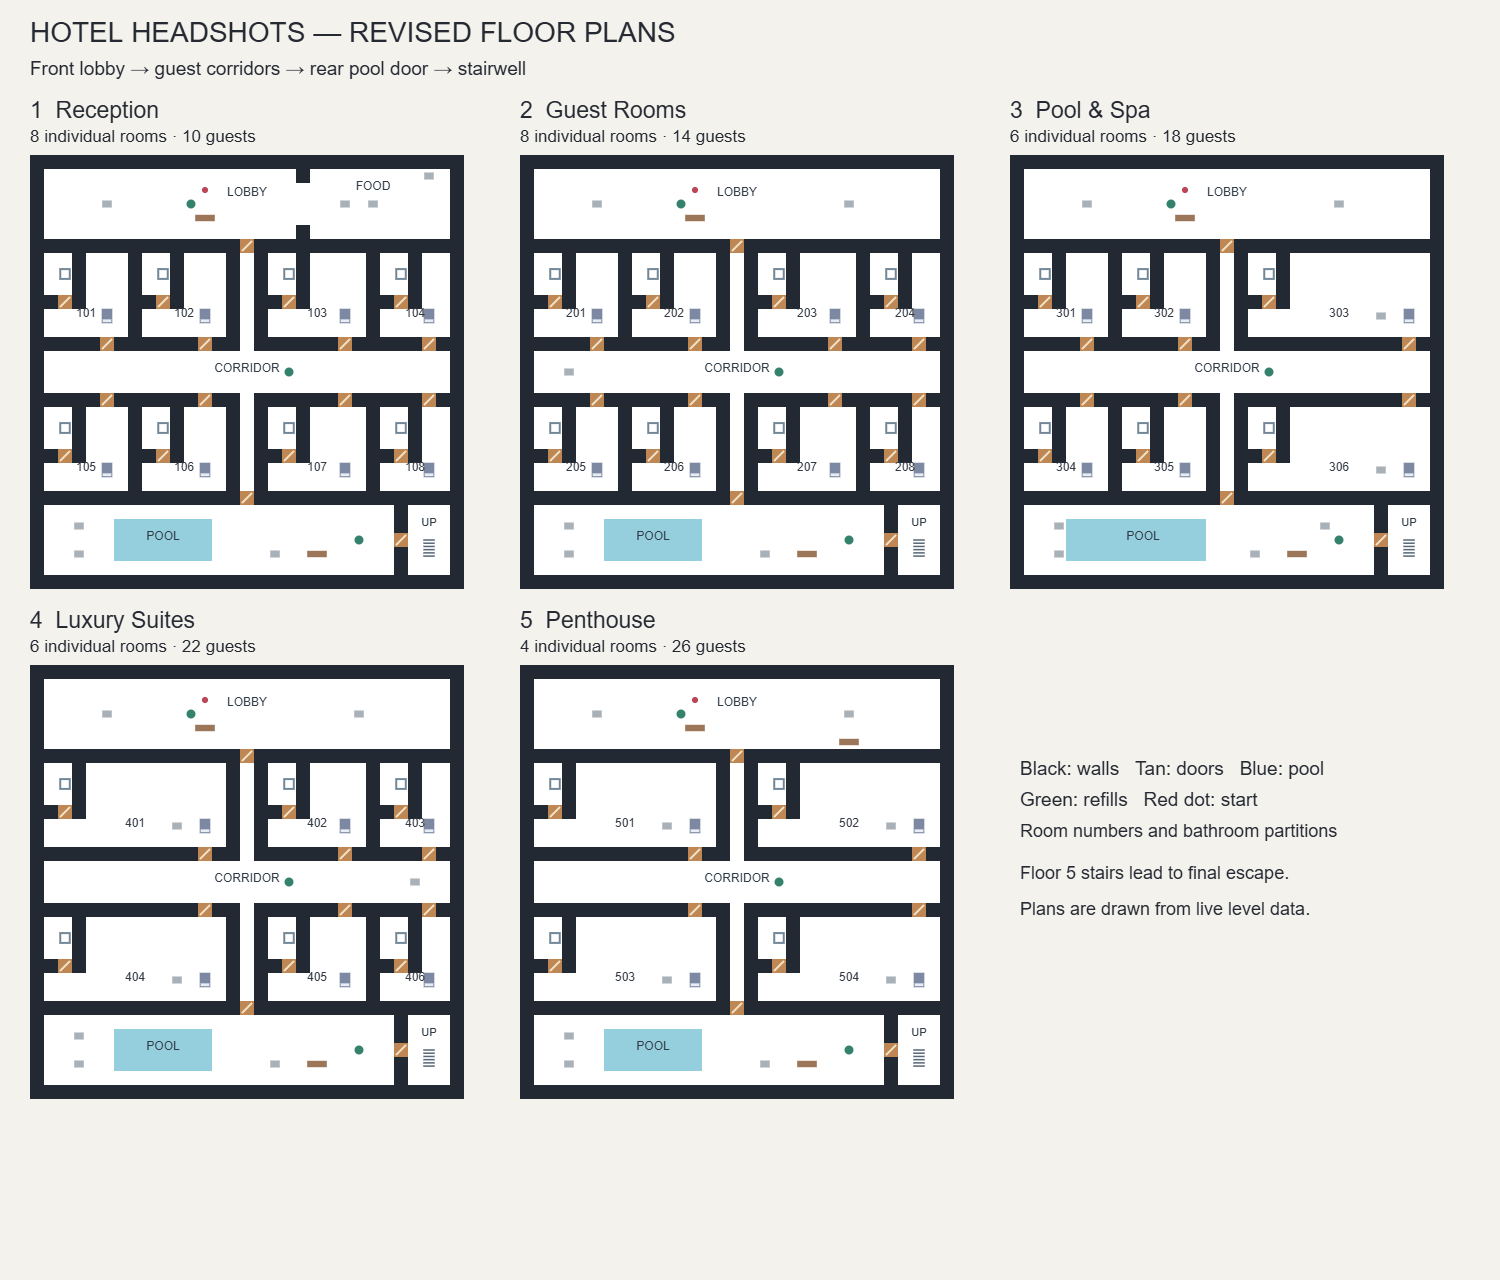 HOTEL HEADSHOTS — REVISED FLOOR PLANS
Front lobby → guest corridors → rear pool door → stairwell
1 Reception
8 individual rooms · 10 guests
LOBBY
FOOD
101
102
103
104
CORRIDOR
105
106
107
108
POOL
UP
2 Guest Rooms
8 individual rooms · 14 guests
LOBBY
201
202
203
204
CORRIDOR
205
206
207
208
POOL
UP
3 Pool & Spa
6 individual rooms · 18 guests
LOBBY
301
302
303
CORRIDOR
304
305
306
POOL
UP
4 Luxury Suites
6 individual rooms · 22 guests
LOBBY
401
402
403
CORRIDOR
404
405
406
POOL
UP
5 Penthouse
4 individual rooms · 26 guests
LOBBY
501
502
CORRIDOR
503
504
POOL
UP
Black: walls Tan: doors Blue: pool
Green: refills Red dot: start
Room numbers and bathroom partitions
Floor 5 stairs lead to final escape.
Plans are drawn from live level data.